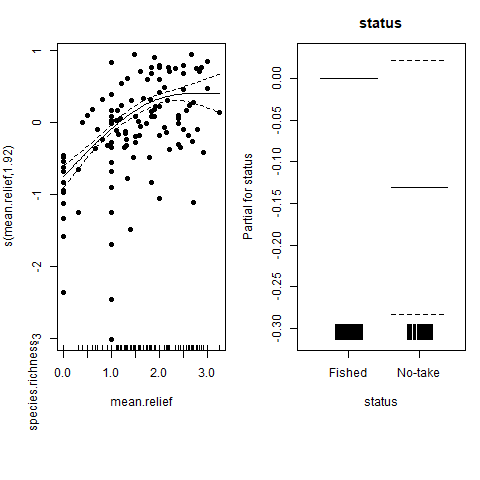 status
s(mean.relief,1.92)
1
0
-1
-2
-3
0.0 1.0 2.0 3.0
mean.relief
species.richness
Partial for status
0.00
-0.05
-0.10
-0.15
-0.20
-0.25
-0.30
Fished No-take
status